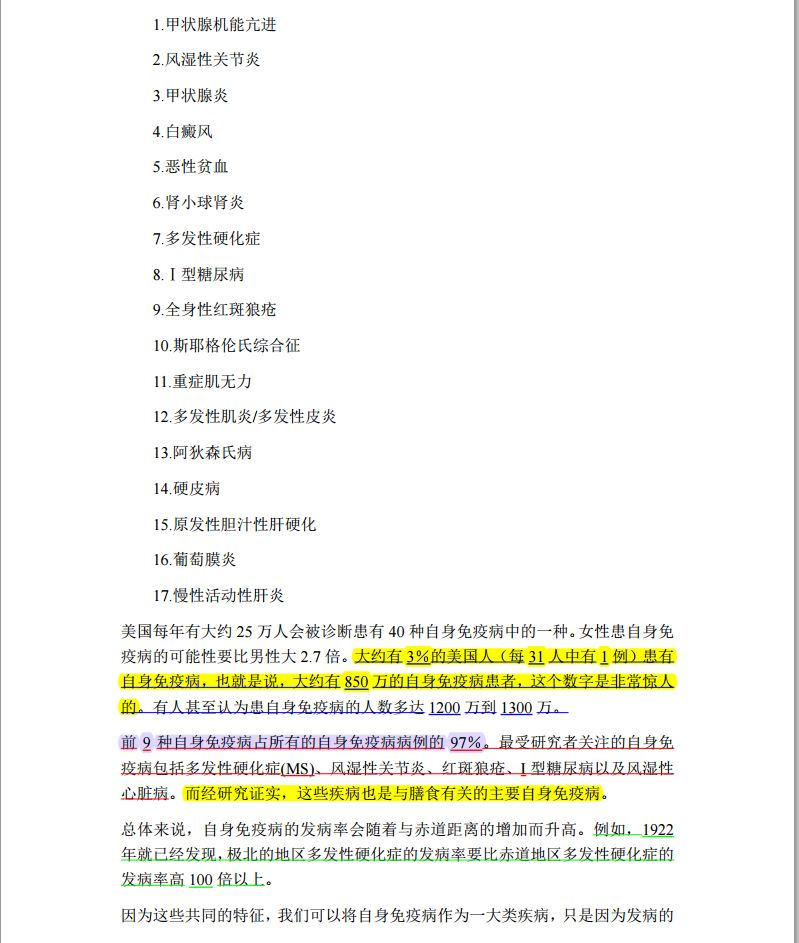 1.甲状腺机能亢进
2.风湿性关节炎
3.甲状腺炎
4.白癜风
5.恶性贫血
6.肾小球肾炎
7.多发性硬化症
8.Ⅰ型糖尿病
9.全身性红斑狼疮
10.斯耶格伦氏综合征
11.重症肌无力
12.多发性肌炎/多发性皮炎
13.阿狄森氏病
14.硬皮病
15.原发性胆汁性肝硬化
16.葡萄膜炎
17.慢性活动性肝炎
美国每年有大约 25 万人会被诊断患有 40 种自身免疫病中的一种。女性患自身免
疫病的可能性要比男性大 2.7 倍。大约有 3%的美国人（每 31 人中有 1 例）患有
自身免疫病，也就是说，大约有 850 万的自身免疫病患者，这个数字是非常惊人
的。有人甚至认为患自身免疫病的人数多达 1200 万到 1300 万。
前 9 种自身免疫病占所有的自身免疫病病例的 97%。最受研究者关注的自身免
疫病包括多发性硬化症(MS)、风湿性关节炎、红斑狼疮、I 型糖尿病以及风湿性
心脏病。而经研究证实，这些疾病也是与膳食有关的主要自身免疫病。
总体来说，自身免疫病的发病率会随着与赤道距离的增加而升高。例如，1922
年就已经发现，极北的地区多发性硬化症的发病率要比赤道地区多发性硬化症的
发病率高 100 倍以上。
因为这些共同的特征，我们可以将自身免疫病作为一大类疾病，只是因为发病的